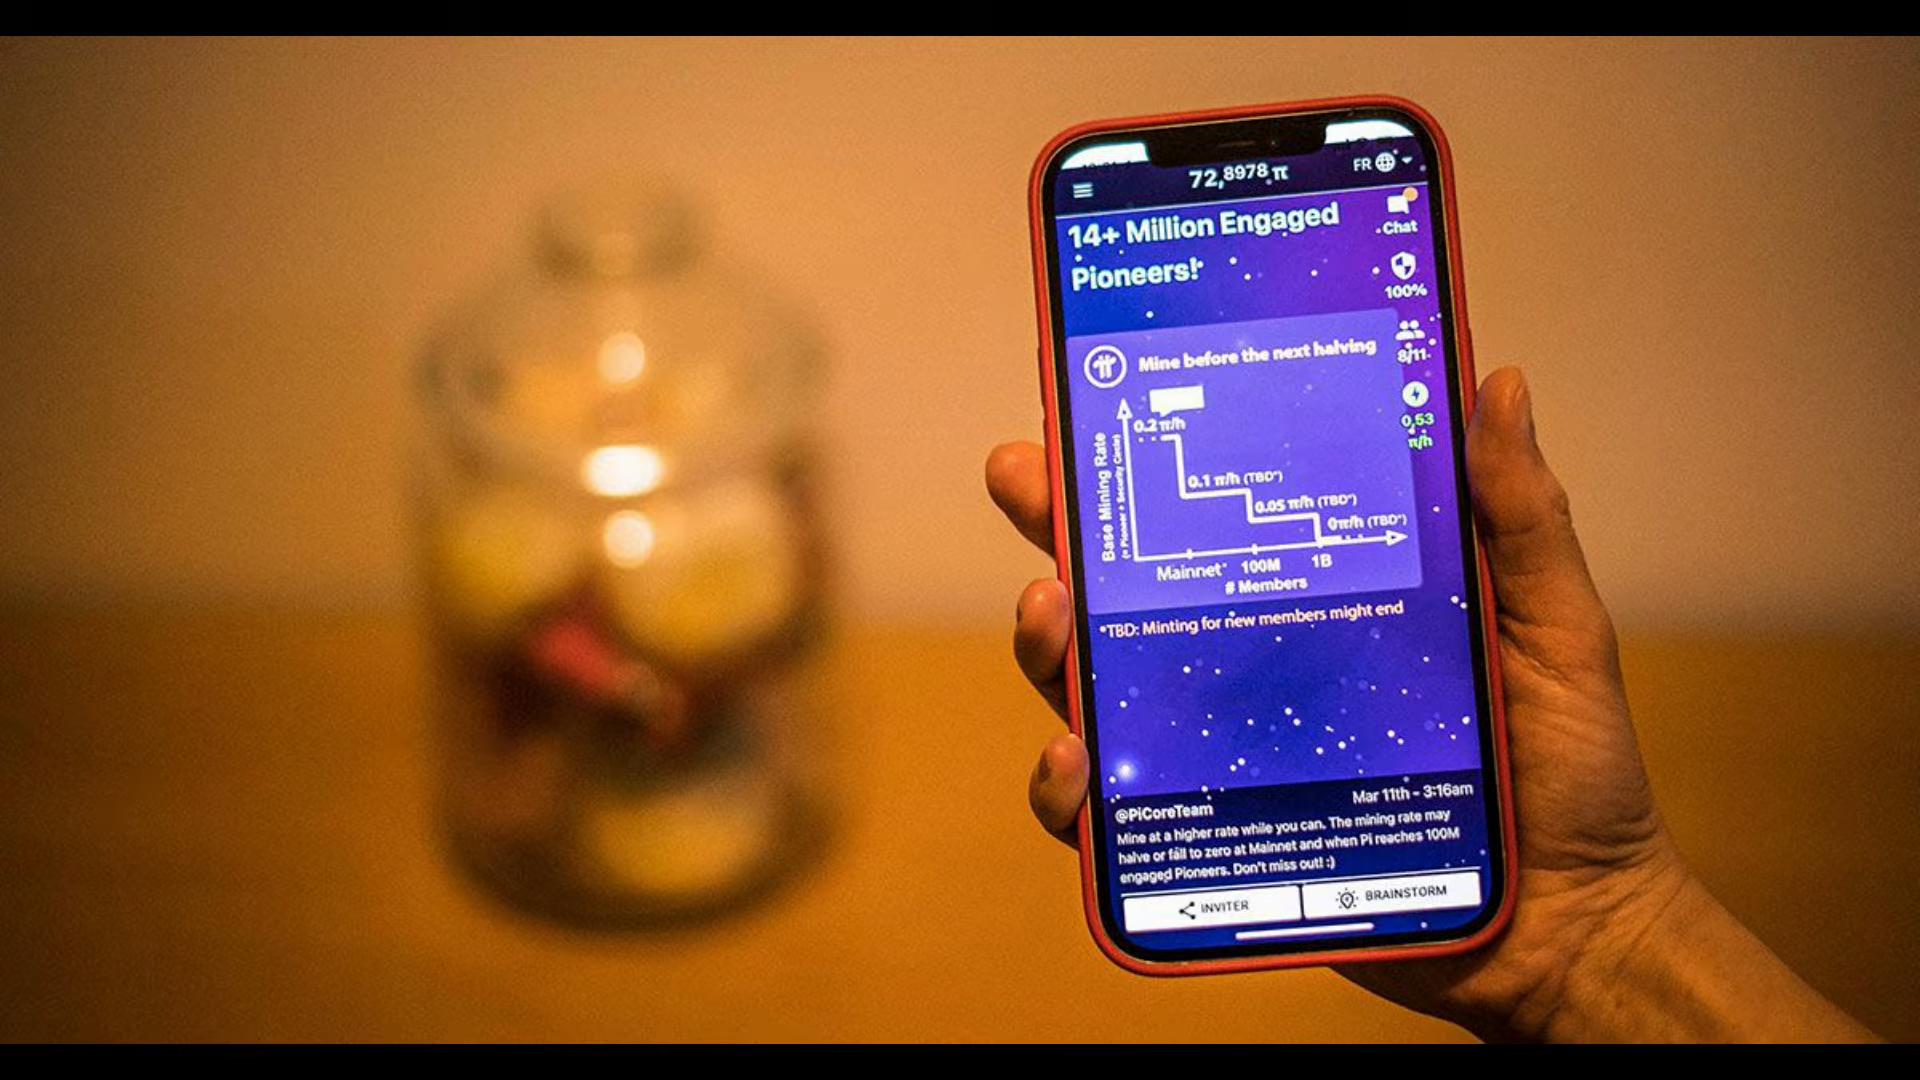 72,8978 π
FR
14+ Million Engaged
Pioneers!
Chat
100%
8/11
0,53
π/h
Mine before the next halving
0.2 π/h
0.1 π/h (TBD*)
0.05 π/h (TBD*)
0π/h (TBD*)
Base Mining Rate
(= Pioneer + Security Circle)
Mainnet* 100M 1B
# Members
*TBD: Minting for new members might end
@PiCoreTeam
Mar 11th - 3:16am
Mine at a higher rate while you can. The mining rate may
halve or fall to zero at Mainnet and when Pi reaches 100M
engaged Pioneers. Don't miss out! :)
INVITER
BRAINSTORM